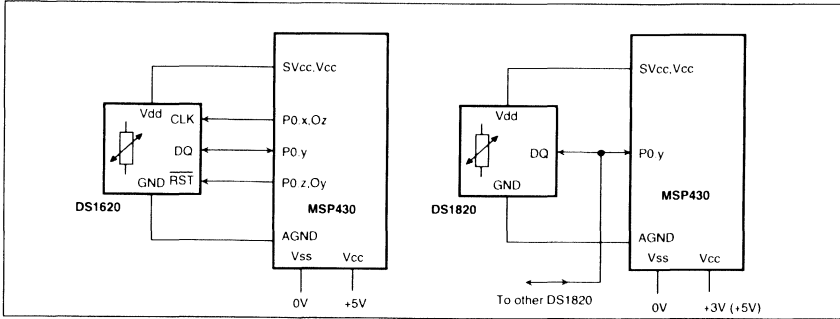 SVcc,Vcc
Vdd
CLK
P0.x,Oz
DQ
P0.y
GND
RST
P0.z,Oy
DS1620
MSP430
AGND
Vss
Vcc
0V
+5V
SVcc,Vcc
Vdd
DQ
P0.y
GND
MSP430
DS1820
AGND
Vss
Vcc
To other DS1820
0V
+3V (+5V)